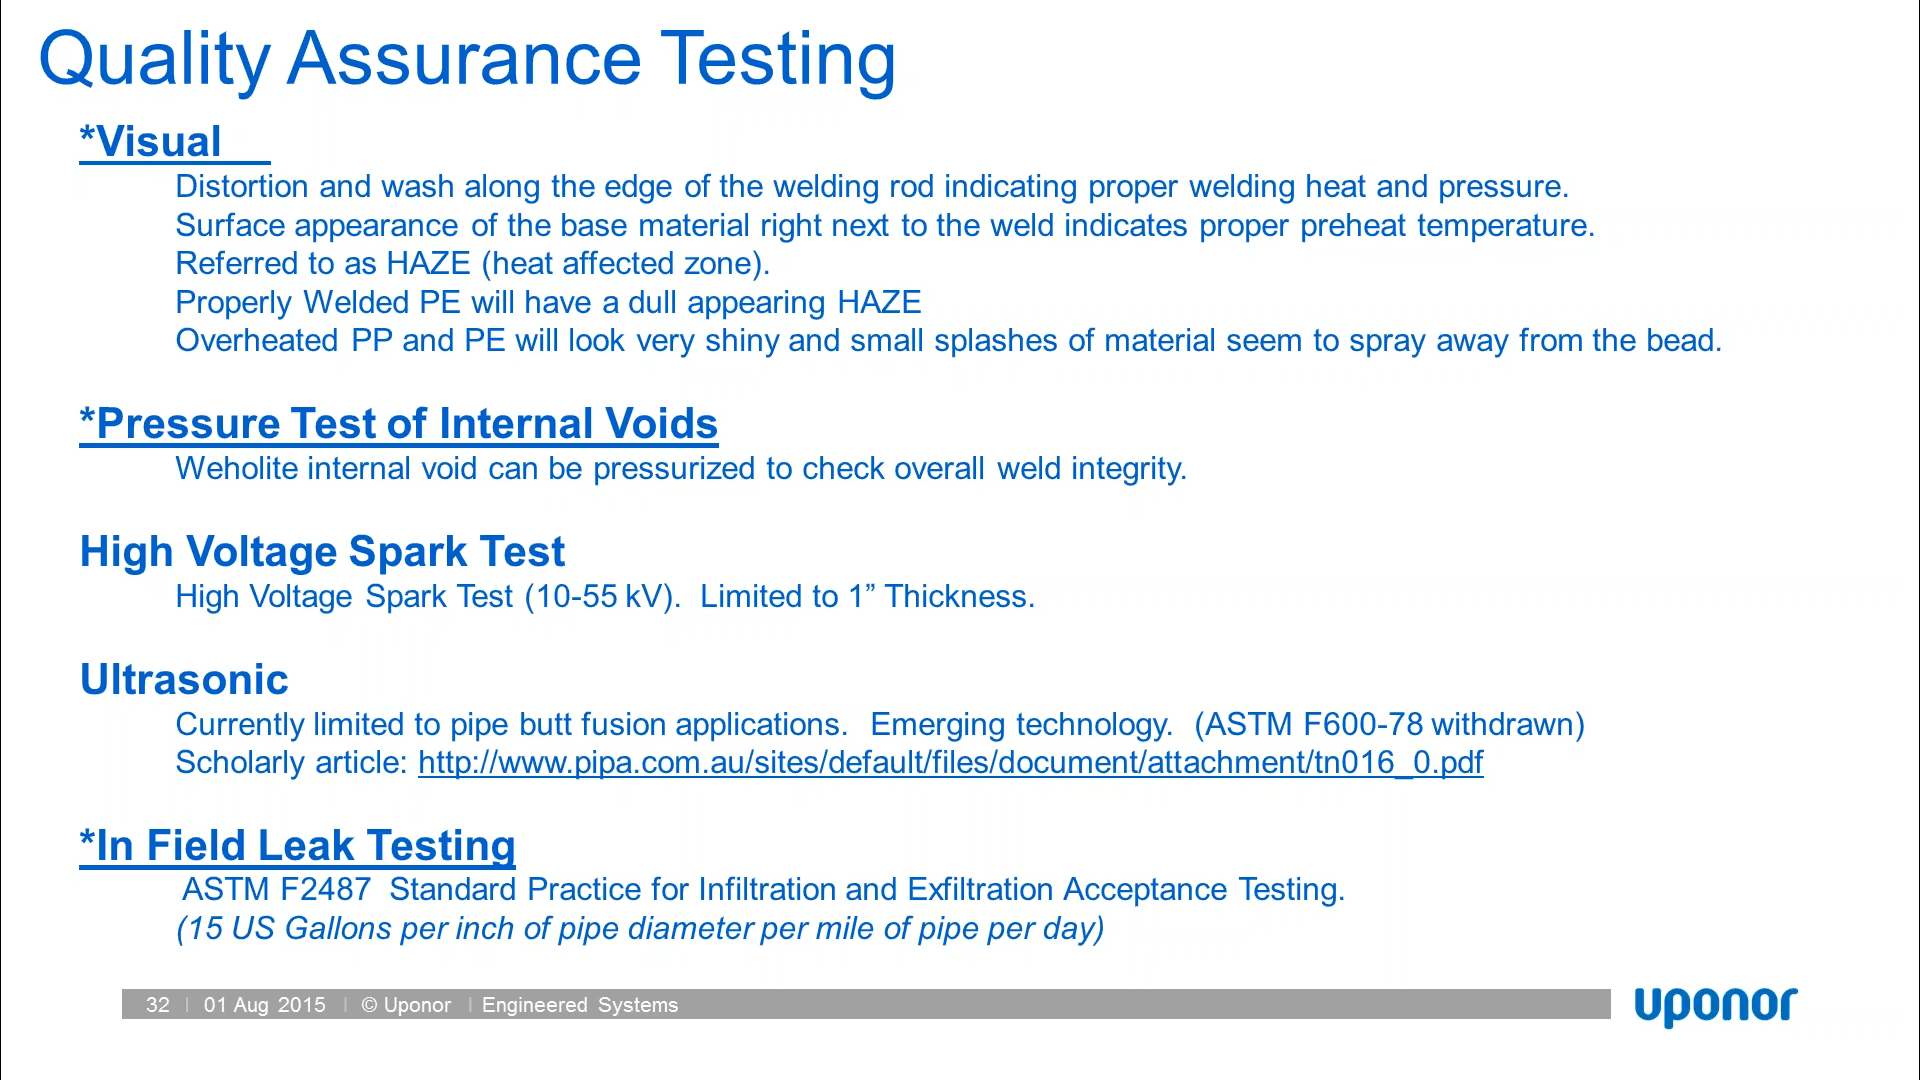 Quality Assurance Testing
*Visual
Distortion and wash along the edge of the welding rod indicating proper welding heat and pressure.
Surface appearance of the base material right next to the weld indicates proper preheat temperature.
Referred to as HAZE (heat affected zone).
Properly Welded PE will have a dull appearing HAZE
Overheated PP and PE will look very shiny and small splashes of material seem to spray away from the bead.
*Pressure Test of Internal Voids
Weholite internal void can be pressurized to check overall weld integrity.
High Voltage Spark Test
High Voltage Spark Test (10-55 kV).  Limited to 1” Thickness.
Ultrasonic
Currently limited to pipe butt fusion applications.  Emerging technology.  (ASTM F600-78 withdrawn)
Scholarly article: http://www.pipa.com.au/sites/default/files/document/attachment/tn016_0.pdf
*In Field Leak Testing
ASTM F2487  Standard Practice for Infiltration and Exfiltration Acceptance Testing.
(15 US Gallons per inch of pipe diameter per mile of pipe per day)
32 | 01 Aug 2015 | © Uponor | Engineered Systems
uponor